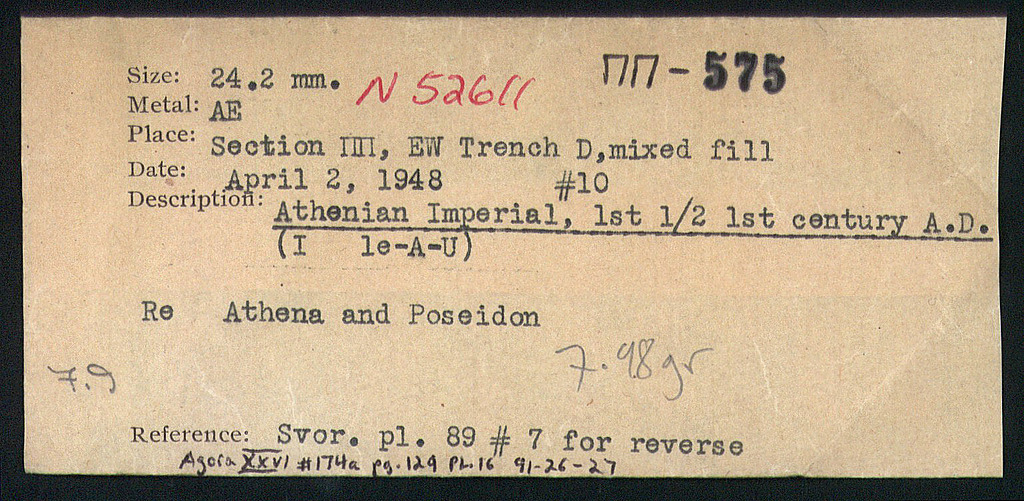 ΠΠ - 575
Size: 24.2 mm. N 52611
Metal: AE
Place: Section ΠΠ, EW Trench D,mixed fill
Date: April 2, 1948 #10
Description: Athenian Imperial, 1st 1/2 1st century A.D.
(I le-A-U)
Re Athena and Poseidon
7.98gr
7.9
Reference: Svor. pl. 89 # 7 for reverse
Agora XXVI #174a pg. 129 PL.16 91-26-27